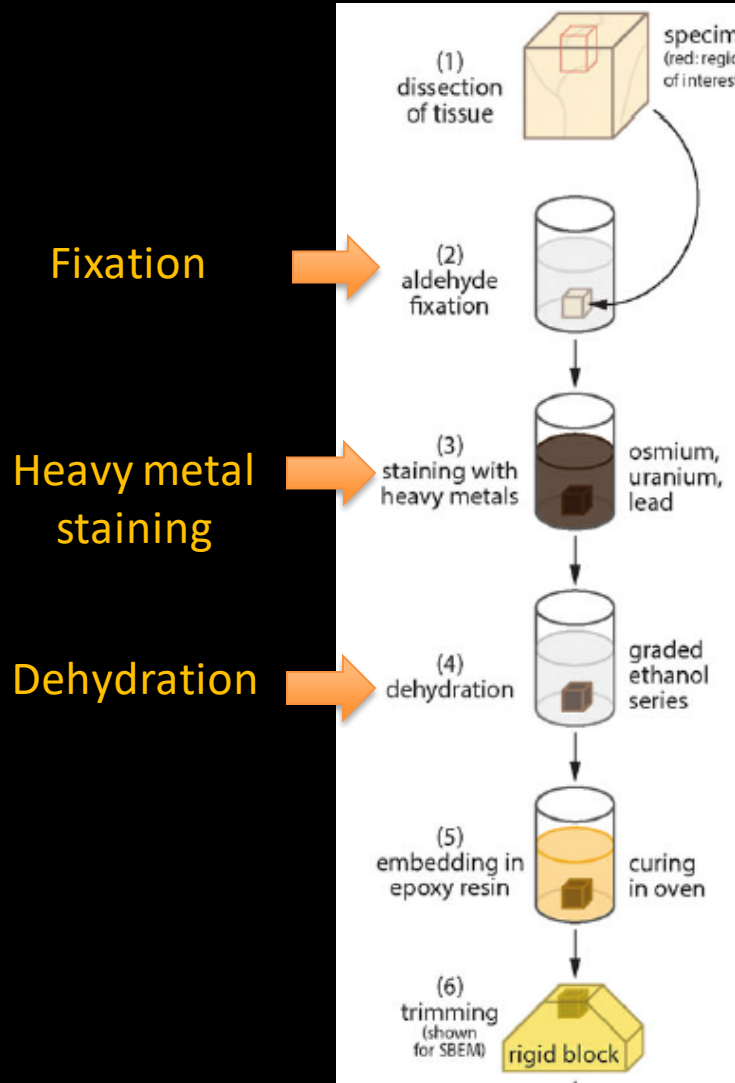 (1)
dissection
of tissue
Fixation
(2)
aldehyde
fixation
Heavy metal
staining
(3)
staining with
heavy metals
osmium,
uranium,
lead
Dehydration
(4)
dehydration
graded
ethanol
series
(5)
embedding in
epoxy resin
curing
in oven
(6)
trimming
(shown
for SBEM)
rigid block
specim
(red: regio
of interest